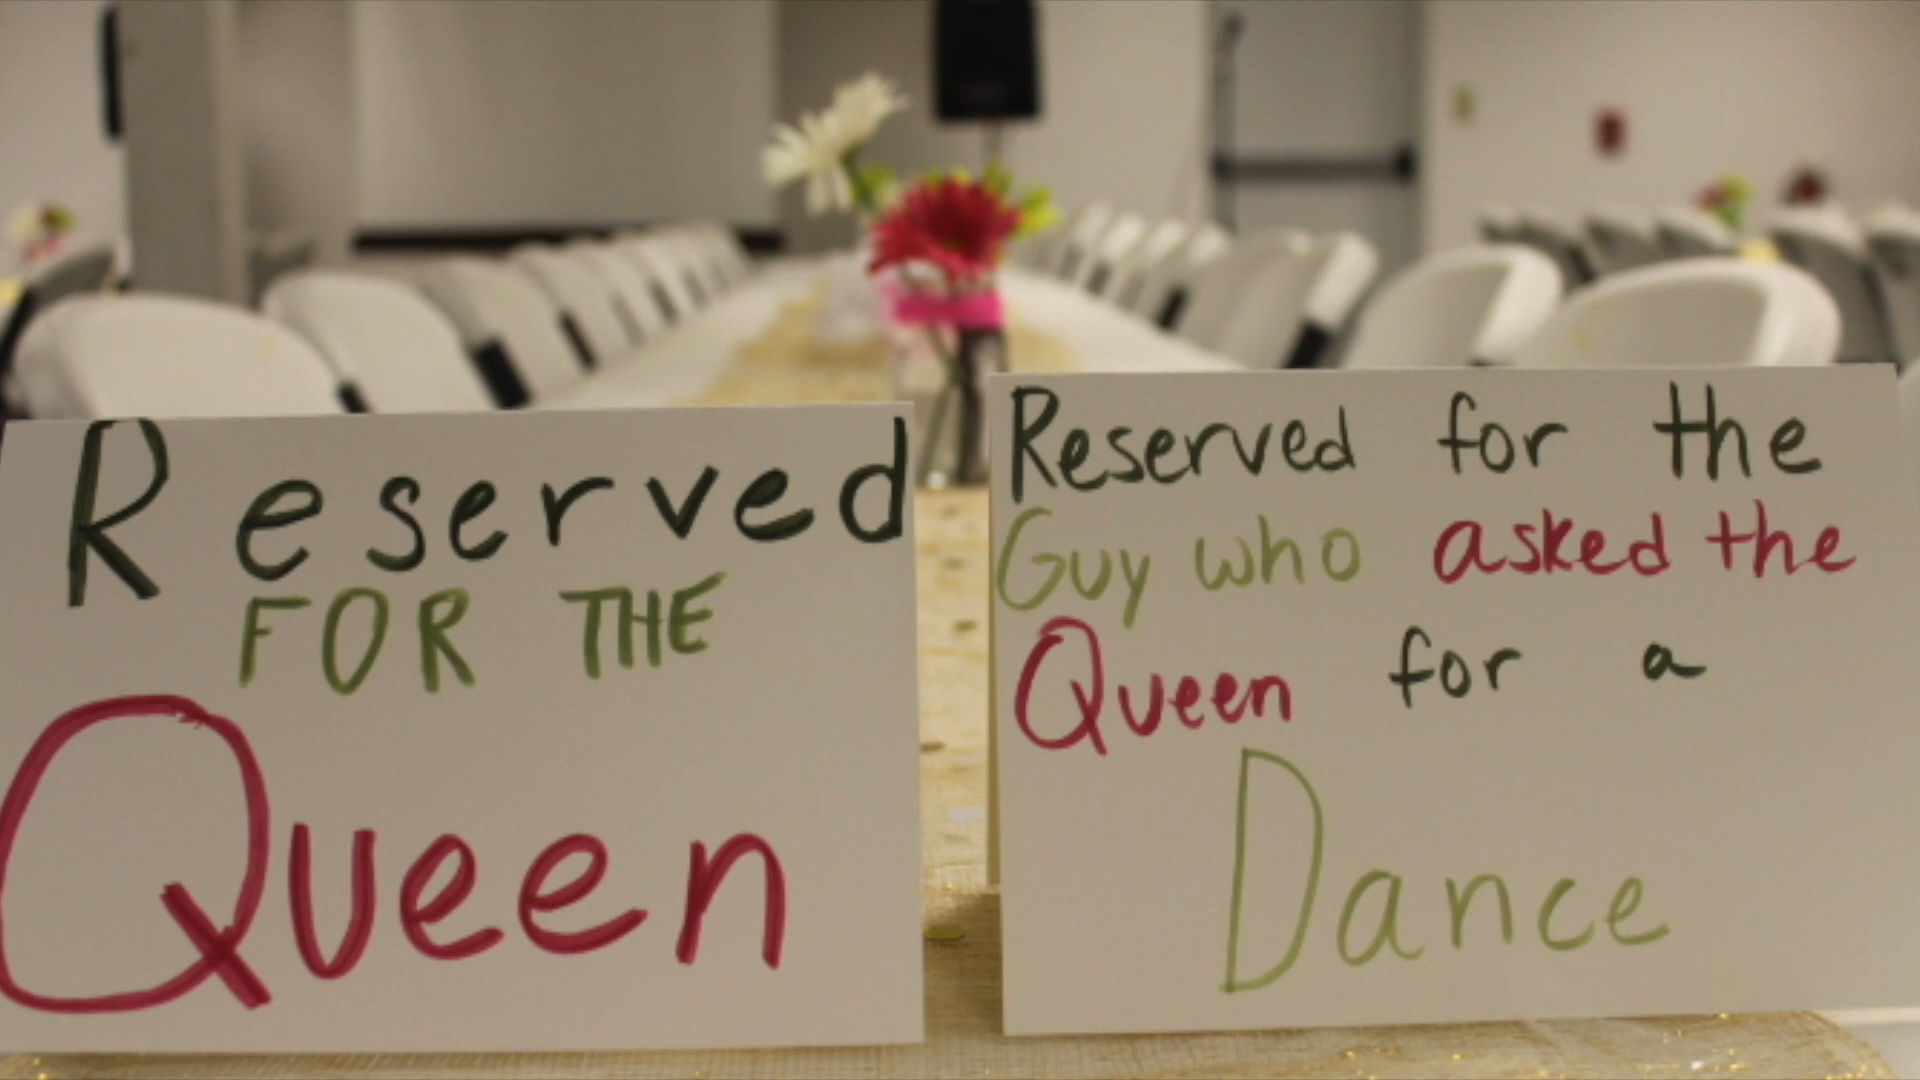 Reserved
FOR THE
Queen
Reserved for the
Guy who asked the
Queen for a
Dance